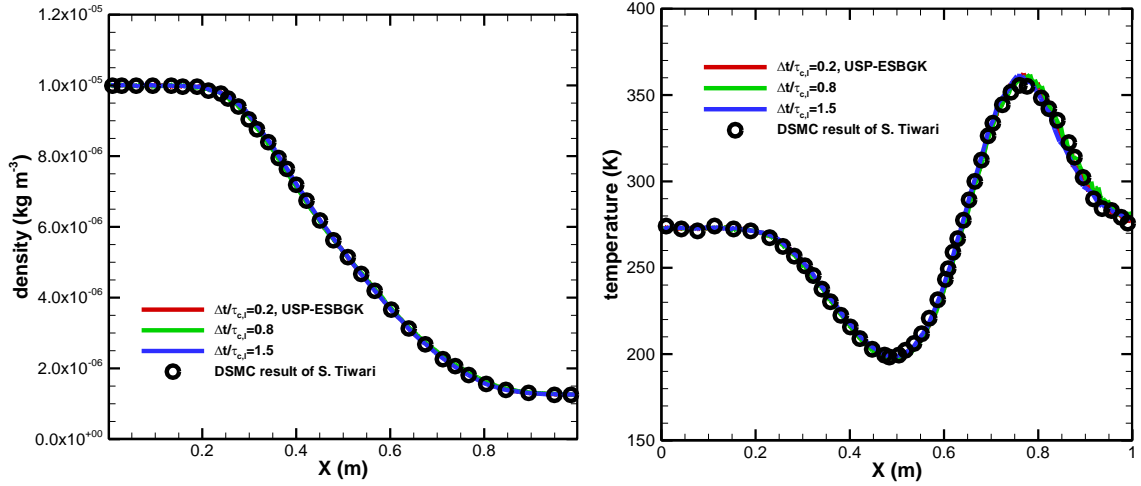 1.2x10⁻⁰⁵
1.0x10⁻⁰⁵
8.0x10⁻⁰⁶
6.0x10⁻⁰⁶
4.0x10⁻⁰⁶
2.0x10⁻⁰⁶
0.0x10⁺⁰⁰
density (kg m⁻³)
Δt/τc,l=0.2, USP-ESBGK
Δt/τc,l=0.8
Δt/τc,l=1.5
DSMC result of S. Tiwari
0.2 0.4 0.6 0.8
X (m)
400
350
300
250
200
150
temperature (K)
Δt/τc,l=0.2, USP-ESBGK
Δt/τc,l=0.8
Δt/τc,l=1.5
DSMC result of S. Tiwari
0 0.2 0.4 0.6 0.8 1
X (m)